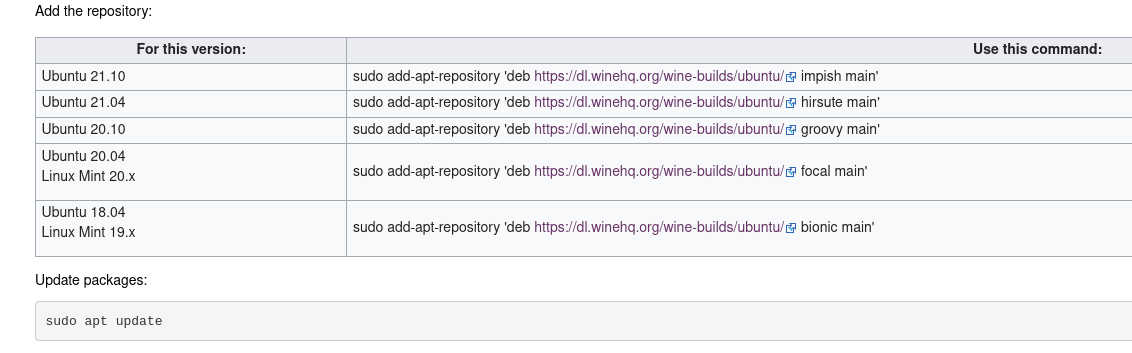 Add the repository:
For this version: Use this command:
Ubuntu 21.10 sudo add-apt-repository 'deb https://dl.winehq.org/wine-builds/ubuntu/ impish main'
Ubuntu 21.04 sudo add-apt-repository 'deb https://dl.winehq.org/wine-builds/ubuntu/ hirsute main'
Ubuntu 20.10 sudo add-apt-repository 'deb https://dl.winehq.org/wine-builds/ubuntu/ groovy main'
Ubuntu 20.04
Linux Mint 20.x
sudo add-apt-repository 'deb https://dl.winehq.org/wine-builds/ubuntu/ focal main'
Ubuntu 18.04
Linux Mint 19.x
sudo add-apt-repository 'deb https://dl.winehq.org/wine-builds/ubuntu/ bionic main'
Update packages:
sudo apt update